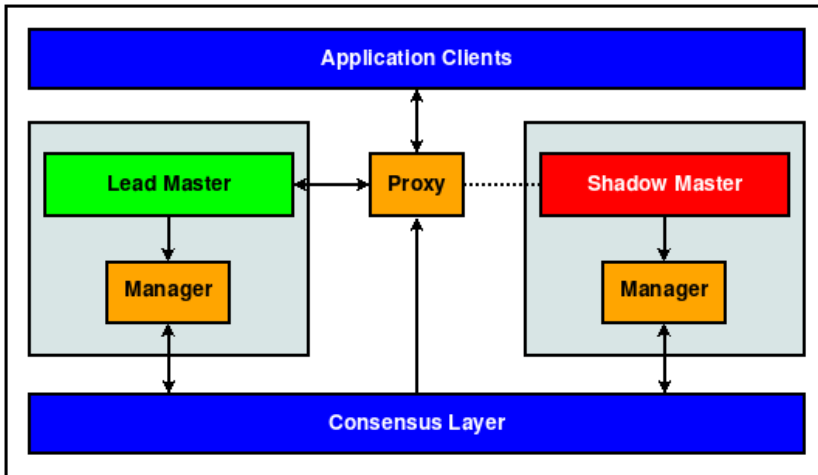 Application Clients
Lead Master
Proxy
Shadow Master
Manager
Manager
Consensus Layer